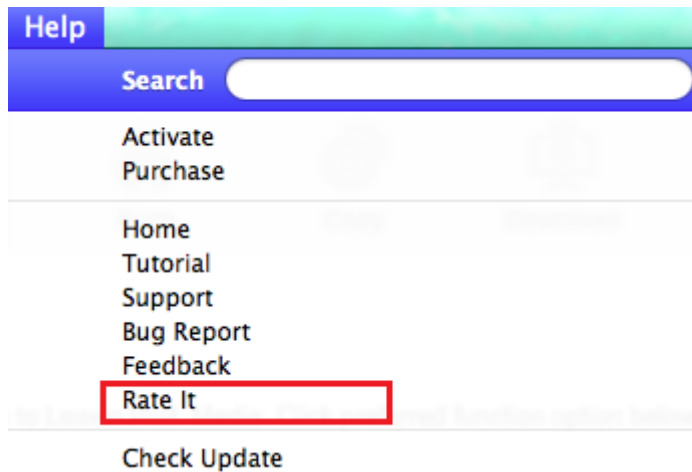 Help
Search
Activate
Purchase
Home
Tutorial
Support
Bug Report
Feedback
Rate It
Check Update